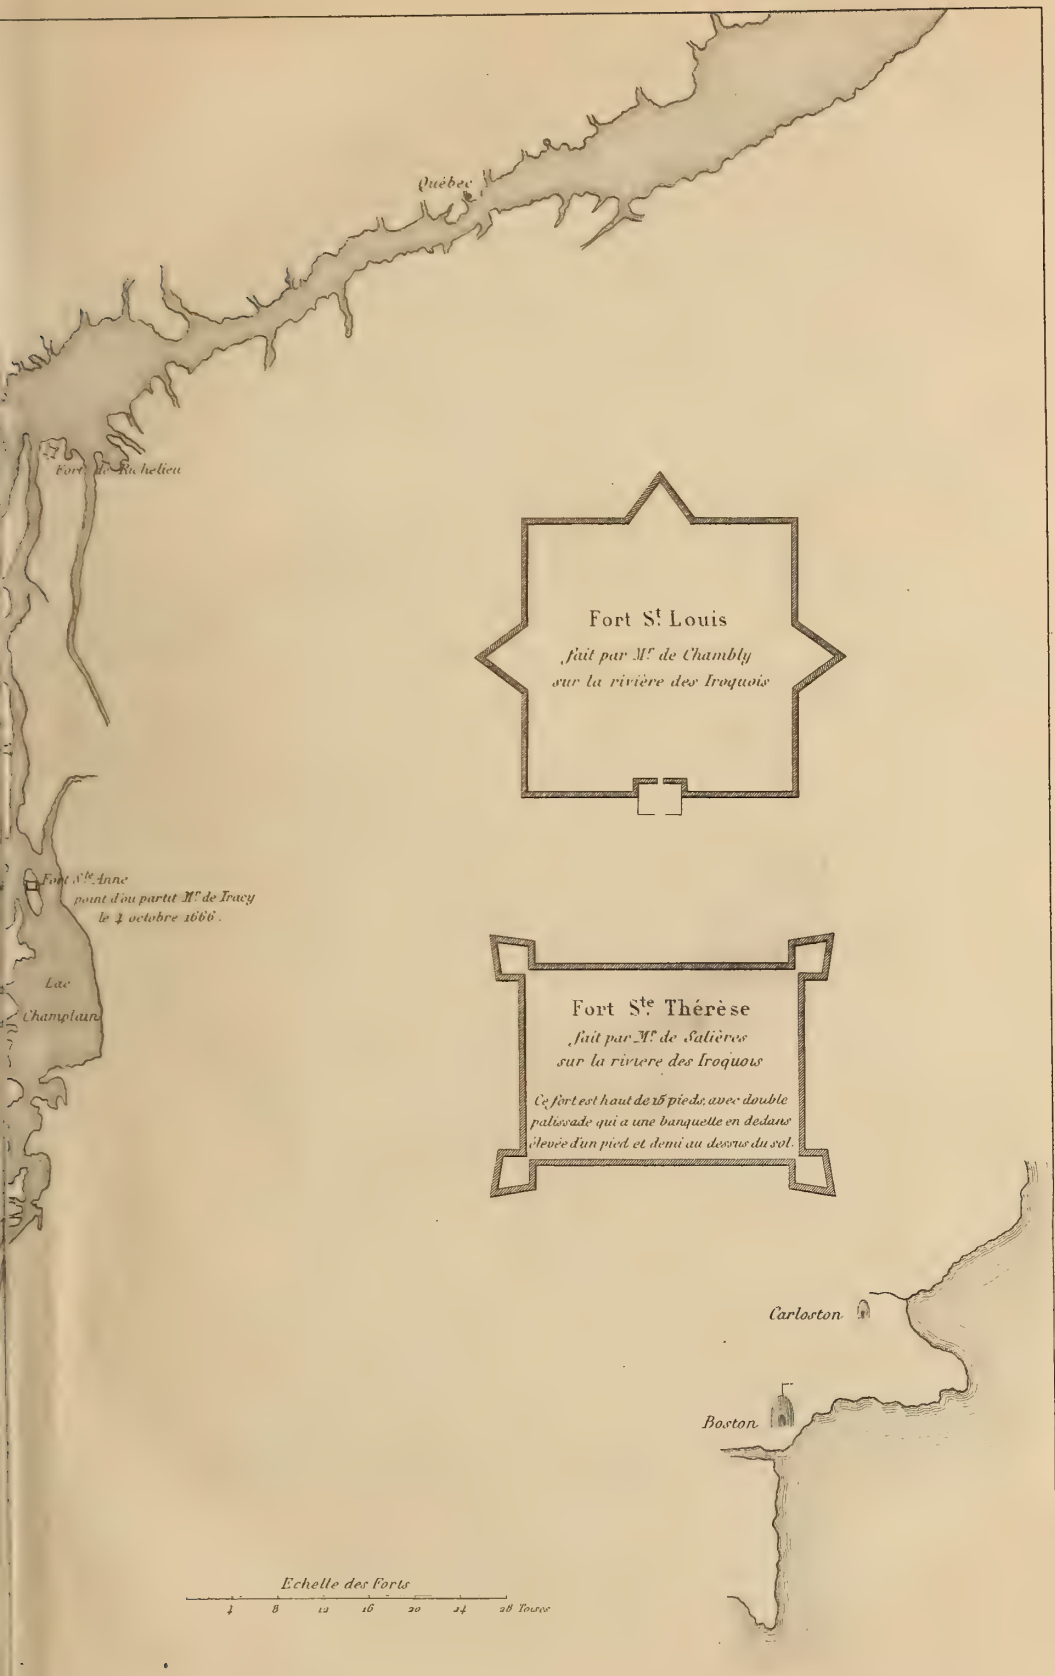 Québec
Fort de Richelieu
Fort St. Louis
fait par Mr. de Chambly
sur la rivière des Iroquois
Fort Ste. Anne
point d'ou partit Mr. de Tracy
le 4 octobre 1666.
Lac
Champlain
Fort Ste. Thérèse
fait par Mr. de Salières
sur la riviere des Iroquois
Ce fort est haut de 15 pieds, avec double
palissade qui a une banquette en dedans
élevée d'un pied et demi au dessus du sol.
Carloston
Boston
Echelle des Forts
4 8 12 16 20 24 28 Toises